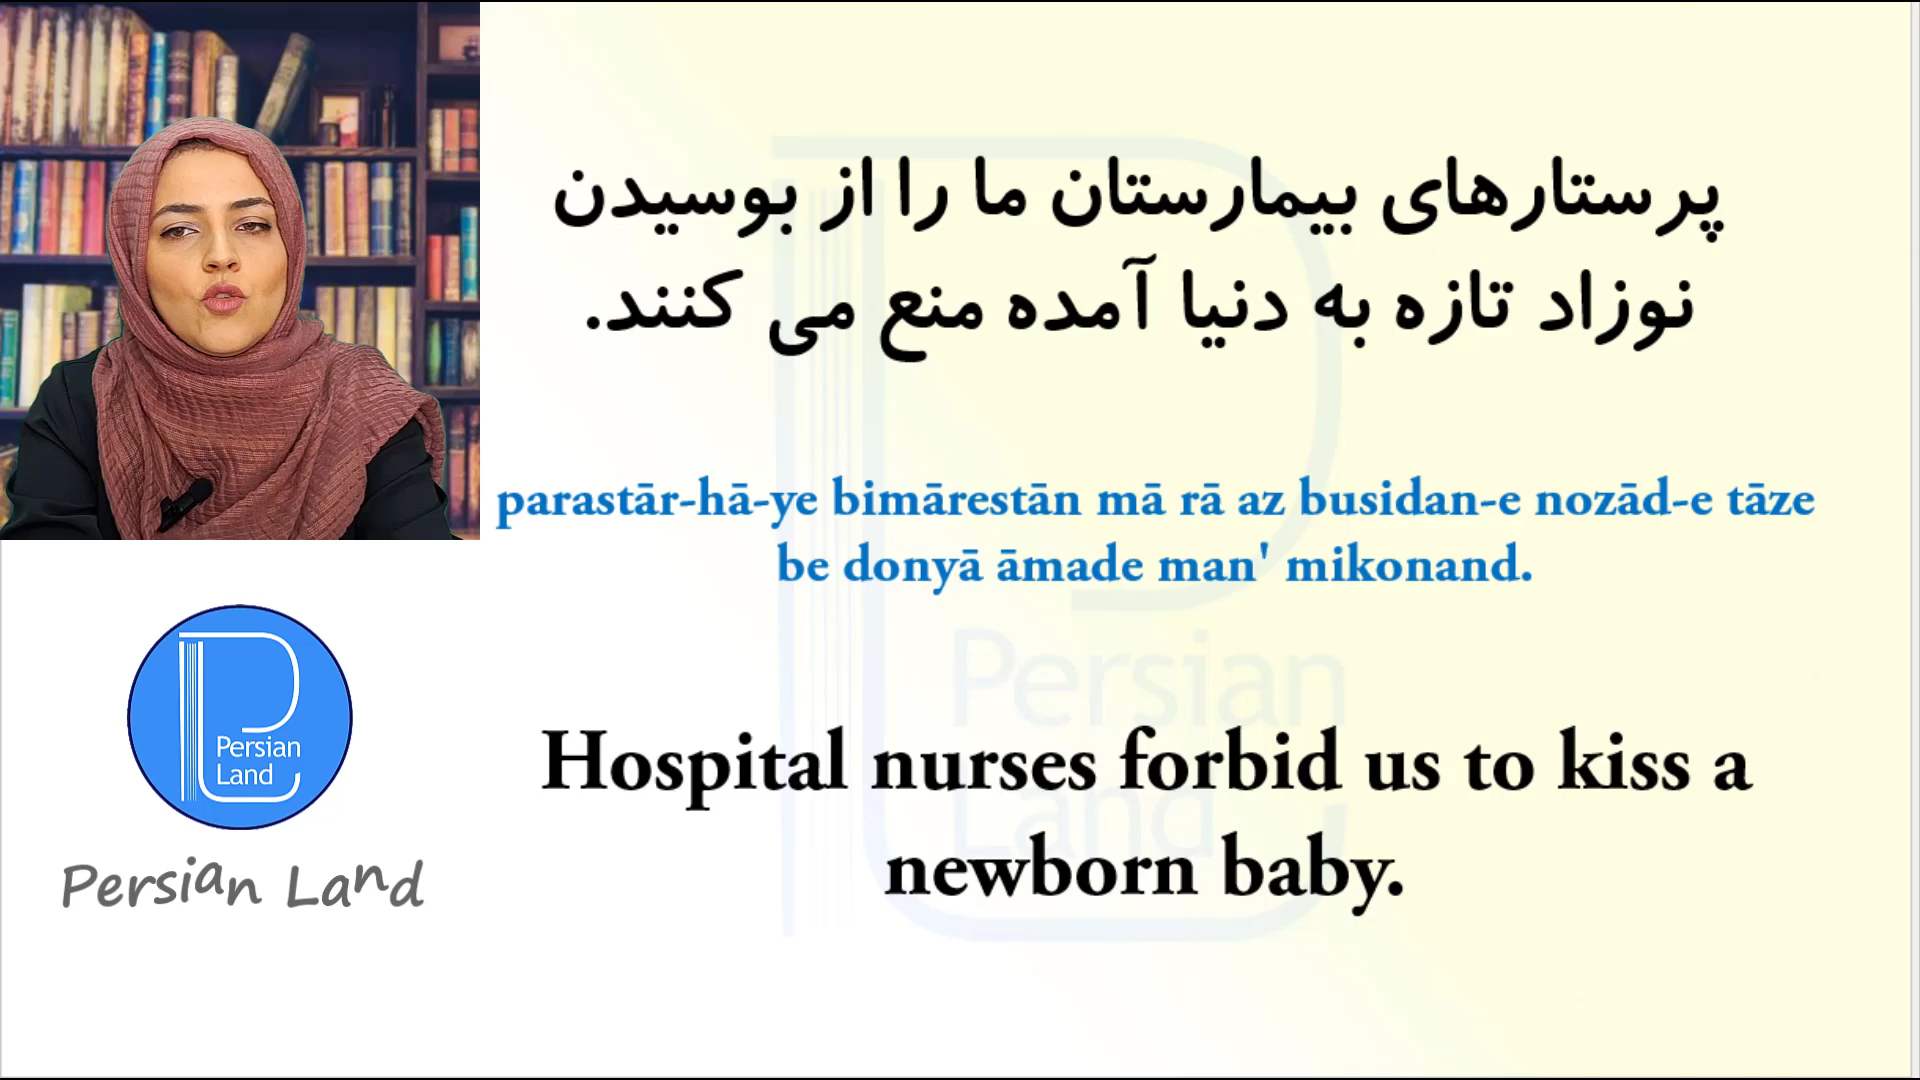 پرستارهای بیمارستان ما را از بوسیدن
نوزاد تازه به دنیا آمده منع می کنند.
parastār-hā-ye bimārestān mā rā az busidan-e nozād-e tāze
be donyā āmade man' mikonand.
Hospital nurses forbid us to kiss a
newborn baby.
Persian
Land
Persian Land
Persian
Land